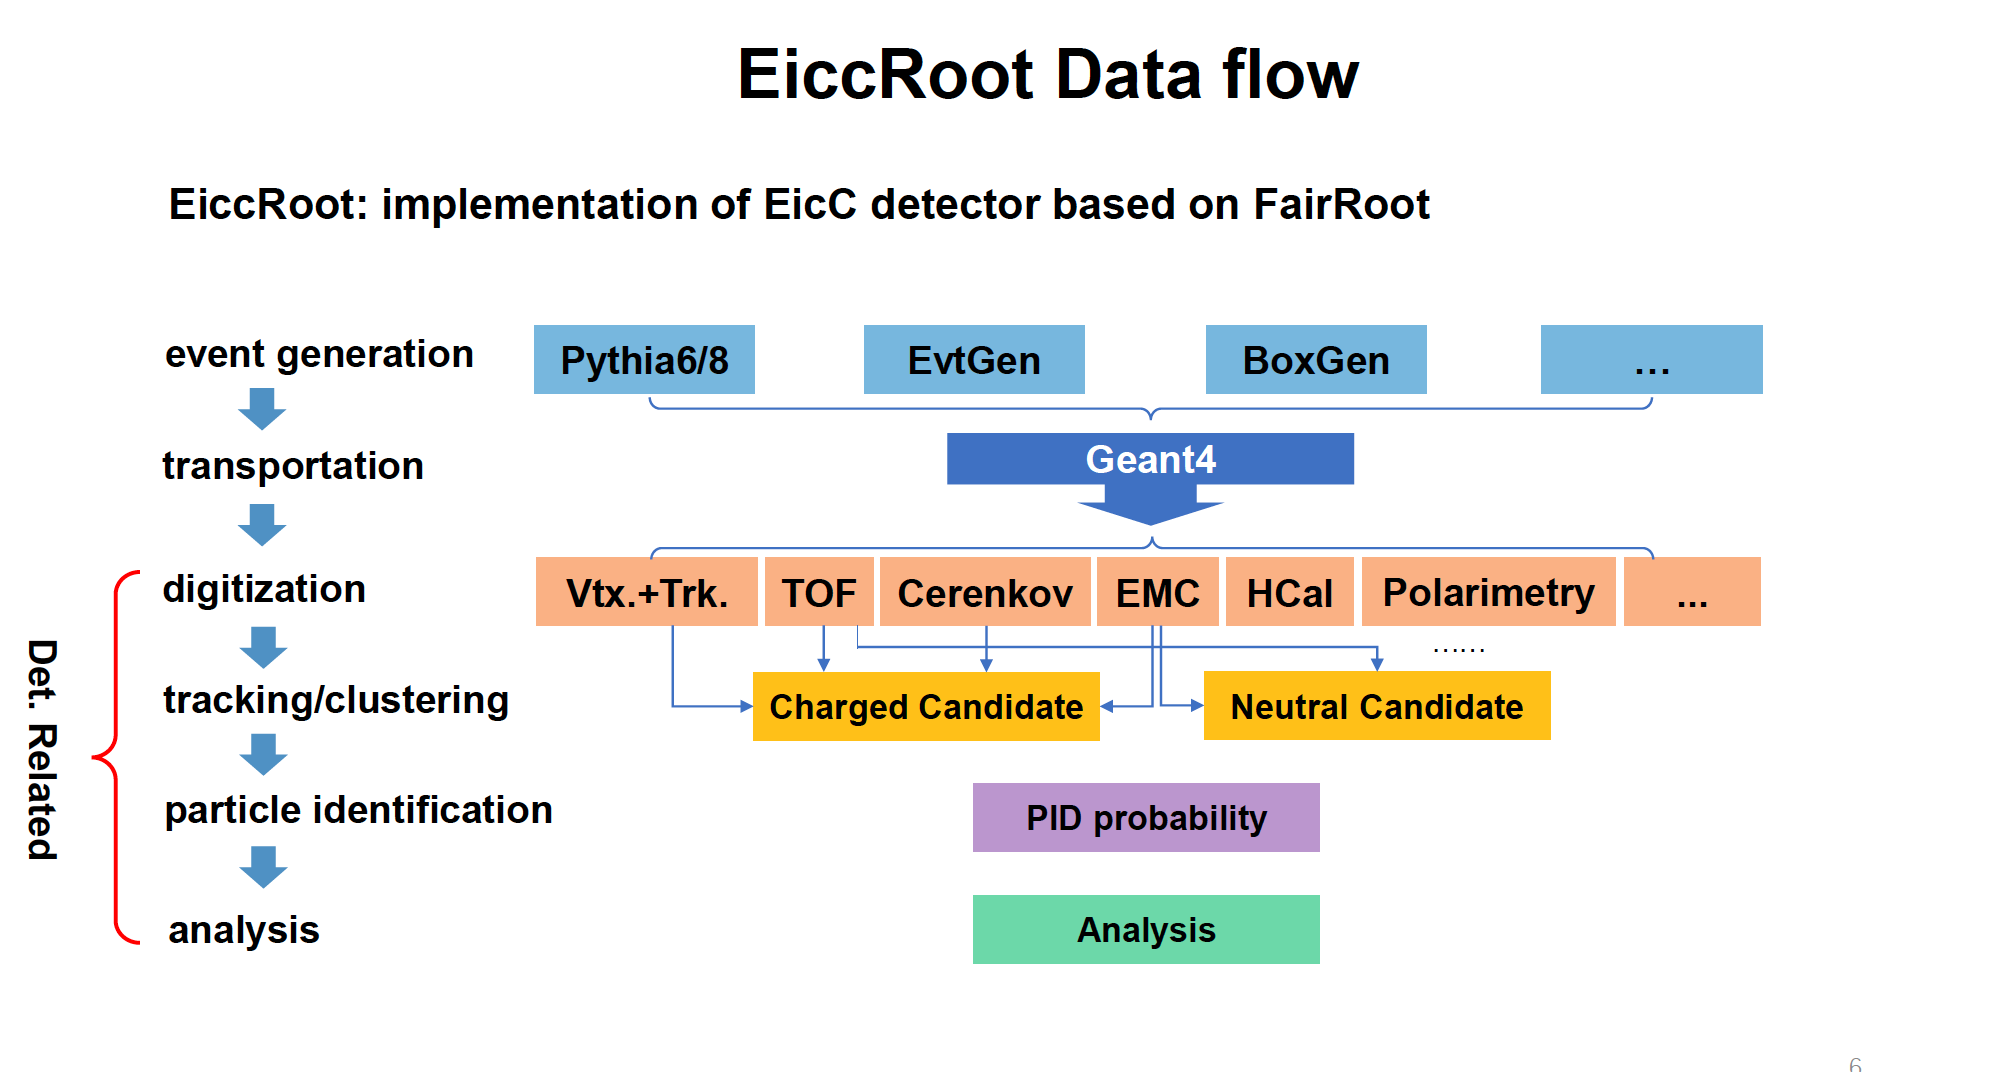 EiccRoot Data flow
EiccRoot: implementation of EicC detector based on FairRoot
event generation
Pythia6/8
EvtGen
BoxGen
...
transportation
Geant4
digitization
Vtx.+Trk.
TOF
Cerenkov
EMC
HCal
Polarimetry
...
......
Det. Related
tracking/clustering
Charged Candidate
Neutral Candidate
particle identification
PID probability
analysis
Analysis
6